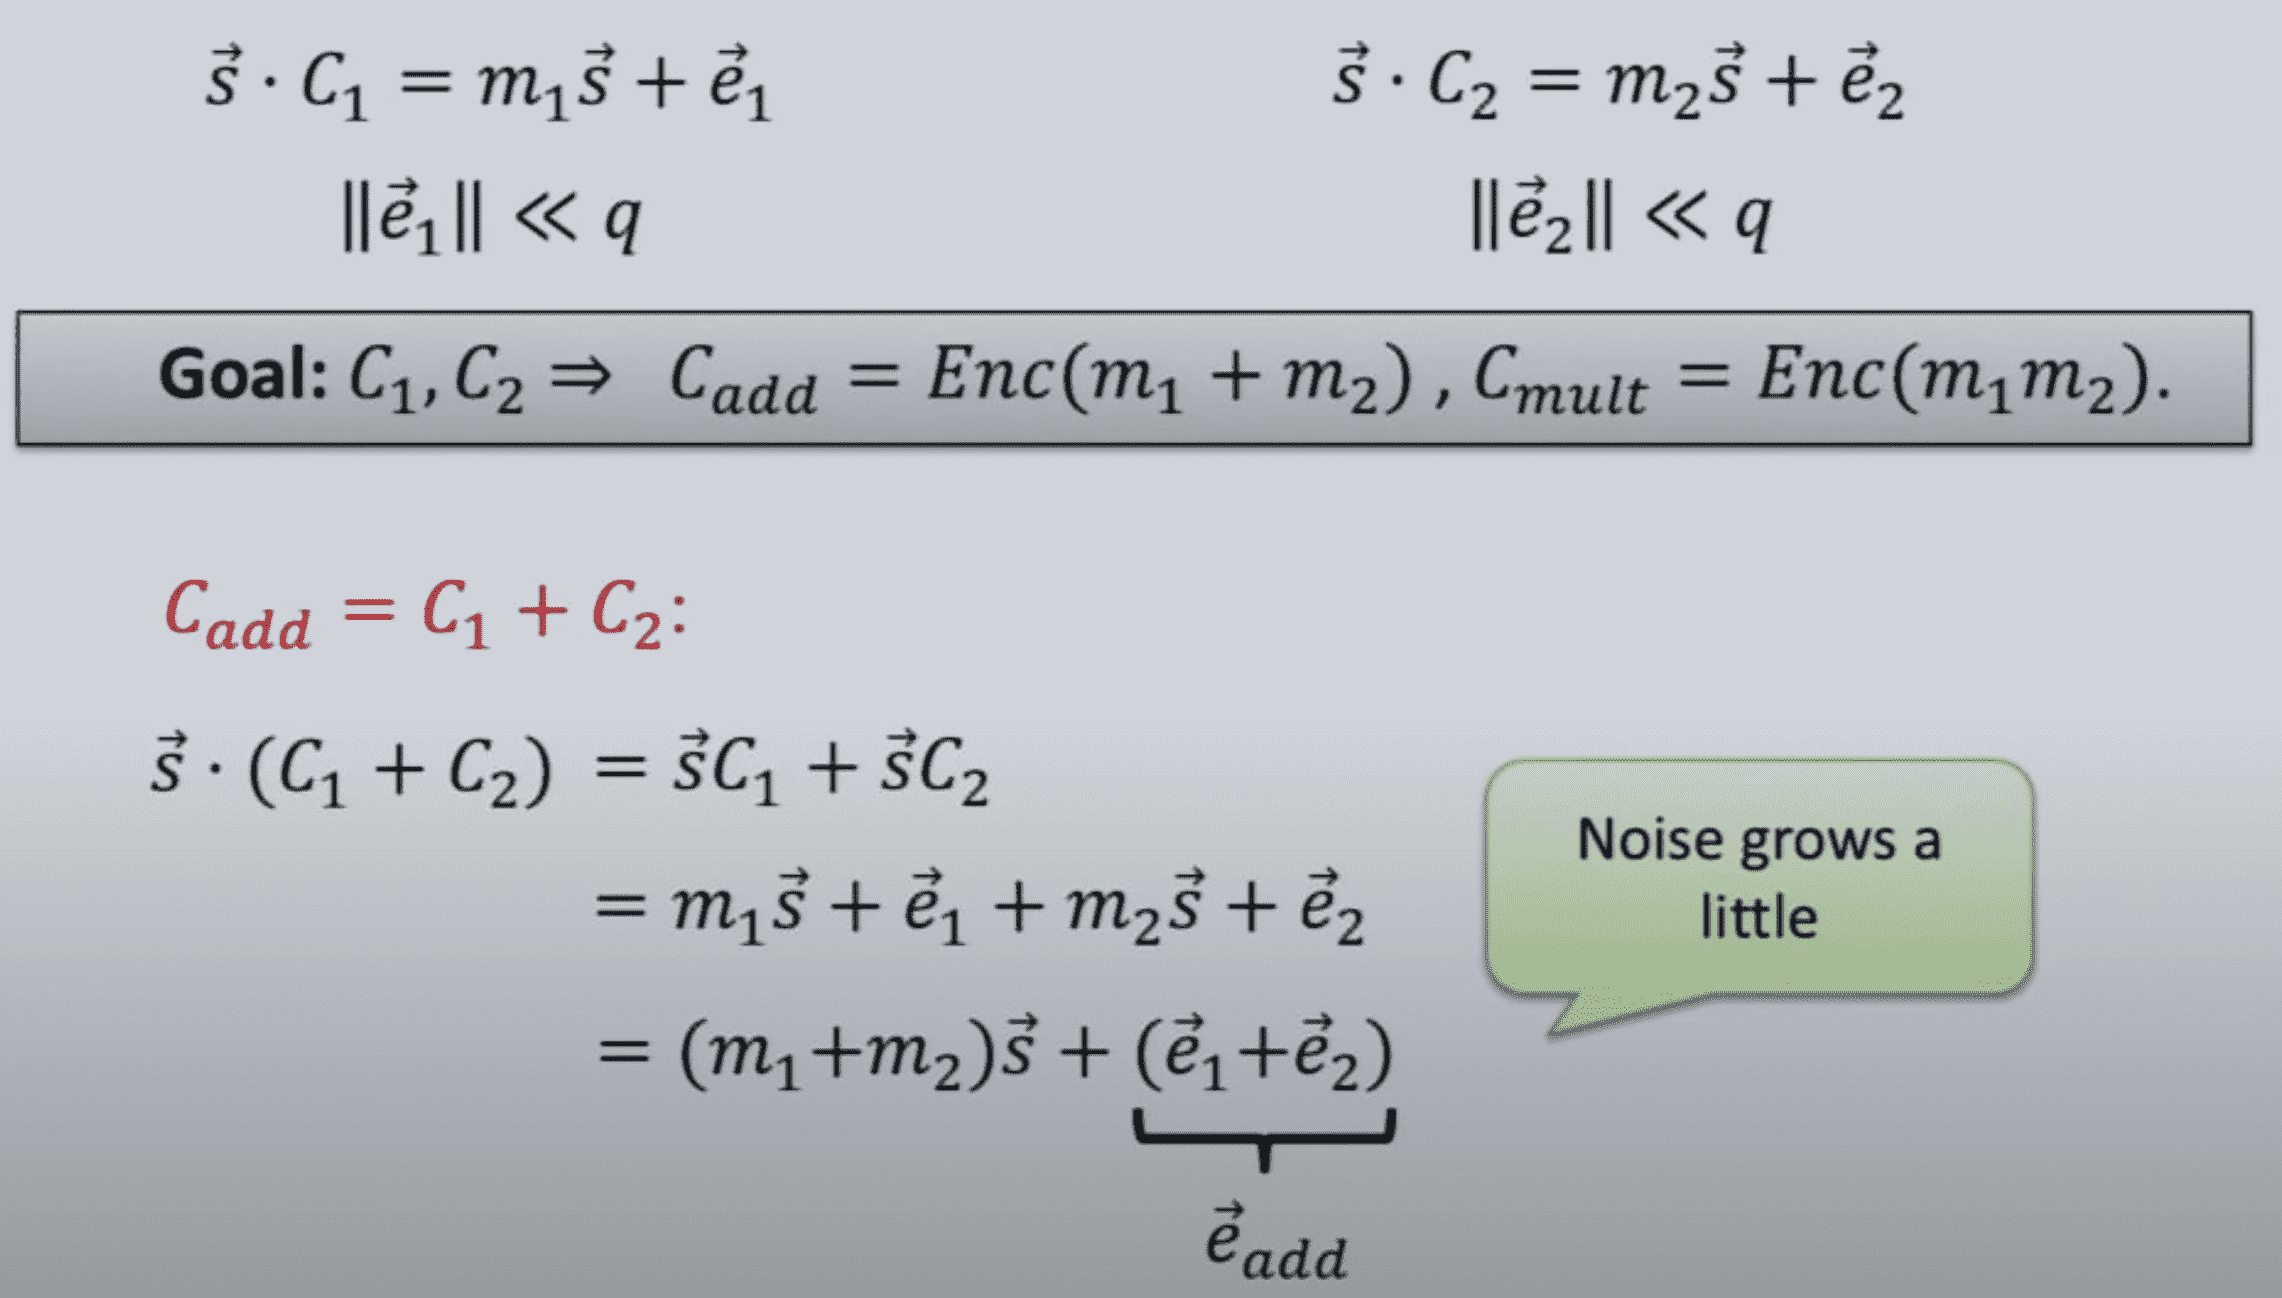 $\vec{s} \cdot C_1 = m_1\vec{s} + \vec{e}_1$
$\vec{s} \cdot C_2 = m_2\vec{s} + \vec{e}_2$
$\|\vec{e}_1\| \ll q$
$\|\vec{e}_2\| \ll q$
Goal: $C_1, C_2 \Rightarrow C_{add} = Enc(m_1 + m_2)$ , $C_{mult} = Enc(m_1 m_2)$.
$C_{add} = C_1 + C_2$:
$\vec{s} \cdot (C_1 + C_2) = \vec{s}C_1 + \vec{s}C_2$
$= m_1\vec{s} + \vec{e}_1 + m_2\vec{s} + \vec{e}_2$
$= (m_1 + m_2)\vec{s} + (\vec{e}_1 + \vec{e}_2)$
$\vec{e}_{add}$
Noise grows a
little